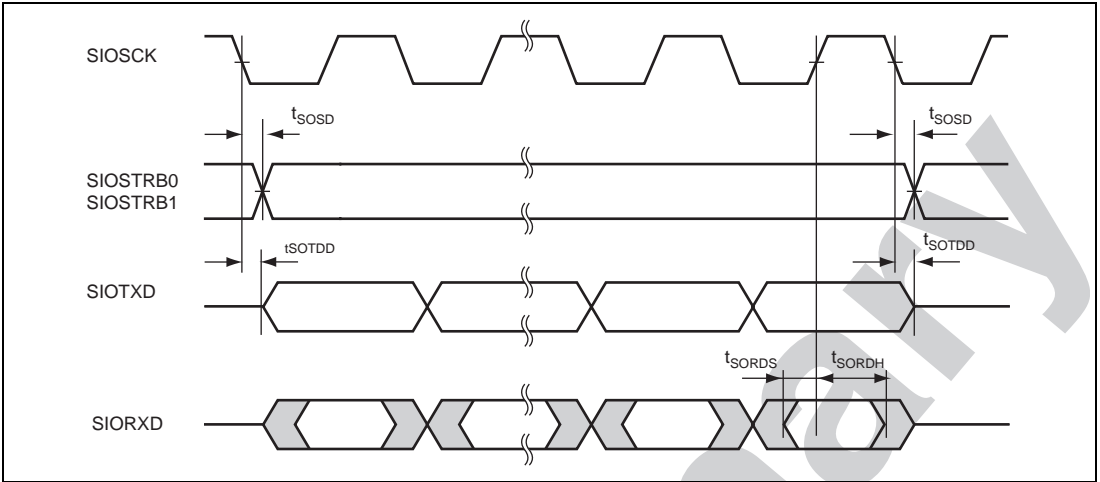 SIOSCK
tSOSD
tSOSD
SIOSTRB0
SIOSTRB1
tSOTDD
tSOTDD
SIOTXD
tSORDS
tSORDH
SIORXD